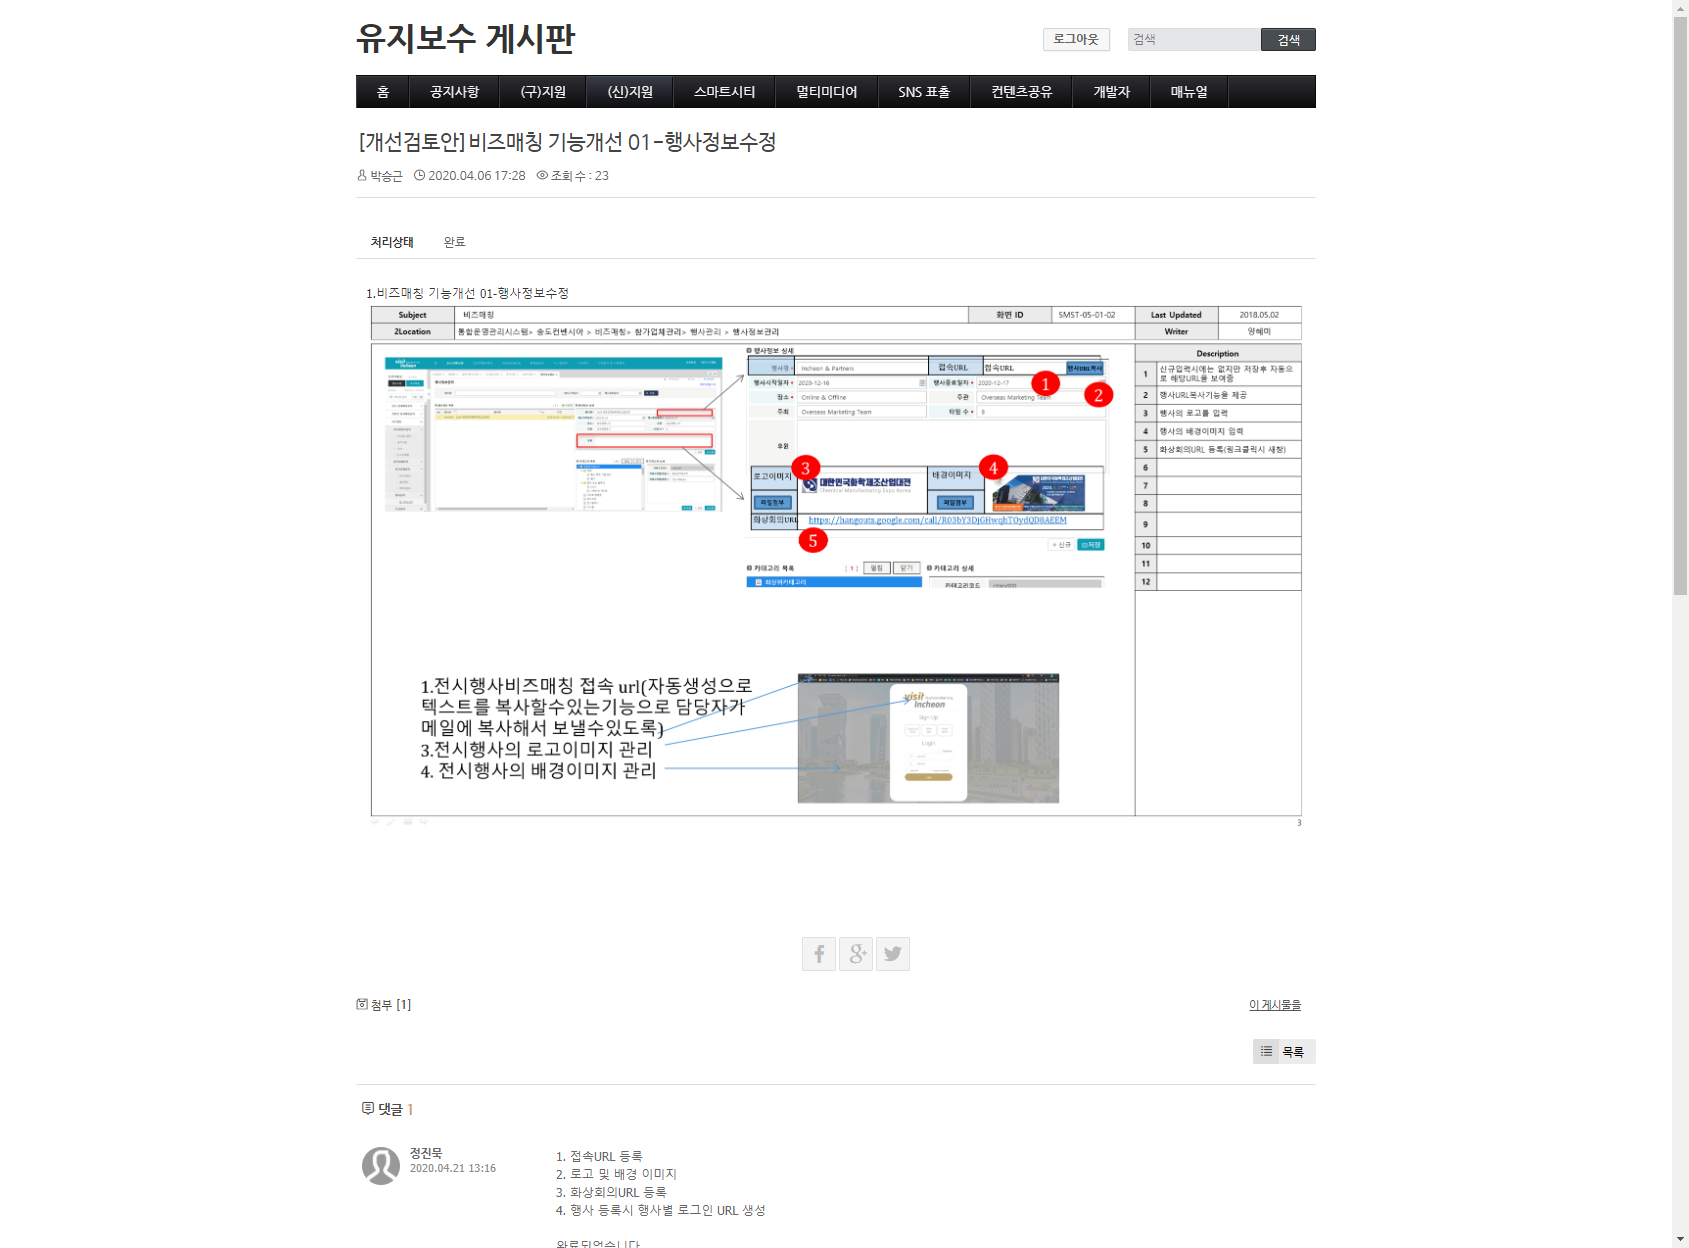 유지보수 게시판
로그아웃 검색 검색
홈 공지사항 (구)지원 (신)지원 스마트시티 멀티미디어 SNS 표출 컨텐츠공유 개발자 매뉴얼
[개선검토안] 비즈매칭 기능개선 01-행사정보수정
박승근 2020.04.06 17:28 조회 수 : 23
처리상태 완료
1.비즈매칭 기능개선 01-행사정보수정
Subject 비즈매칭 화면 ID SMST-05-01-02 Last Updated 2018.05.02
2Location 통합운영관리시스템> 송도컨벤시아 > 비즈매칭> 참가업체관리> 행사관리 > 행사정보관리 Writer 양혜미
Description
1 신규입력시에는 없지만 저장후 자동으로 해당URL을 보여줌
2 행사URL복사기능을 제공
3 행사의 로고를 입력
4 행사의 배경이미지 입력
5 화상회의URL 등록(링크클릭시 새창)
6
7
8
9
10
11
12
visit incheon
행사정보 상세
행사명 Incheon & Partners 접속URL 접속URL 행사URL복사
행사시작일자 2020-12-16 행사종료일자 2020-12-17 1
장소 Online & Offline 주관 Overseas Marketing Team 2
주최 Overseas Marketing Team 타임 수 8
후원
로고이미지 3 대한민국화학제조산업대전 배경이미지 4
Chemical Manufacturing Expo Korea
파일첨부 파일첨부
화상회의URL https://hangouts.google.com/call/R03bY3DjGHwqhTOydQD8AEEM
5
+ 신규 저장
카테고리 목록 [ 1 ] 펼침 닫기 카테고리 상세
최상위카테고리 카테고리코드
1.전시행사비즈매칭 접속 url(자동생성으로
텍스트를 복사할수있는기능으로 담당자가
메일에 복사해서 보낼수있도록)
3.전시행사의 로고이미지 관리
4. 전시행사의 배경이미지 관리
visit incheon
Sign Up
Login
3
첨부 [1] 이 게시물을
목록
댓글 1
정진묵
2020.04.21 13:16
1. 접속URL 등록
2. 로고 및 배경 이미지
3. 화상회의URL 등록
4. 행사 등록시 행사별 로그인 URL 생성
완료되었습니다